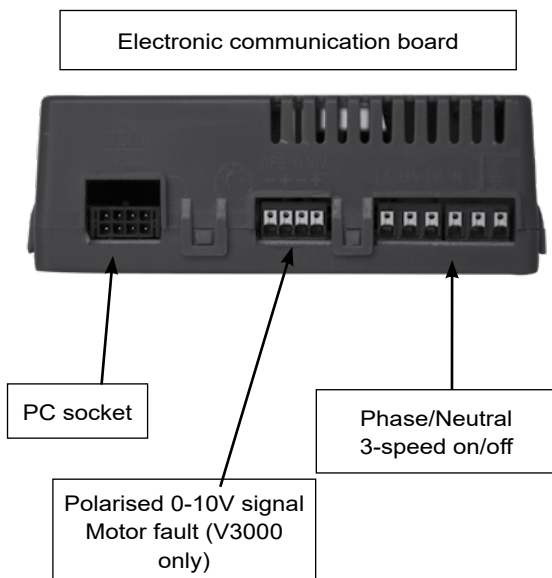 Electronic communication board
PC socket
Phase/Neutral
3-speed on/off
Polarised 0-10V signal
Motor fault (V3000
only)